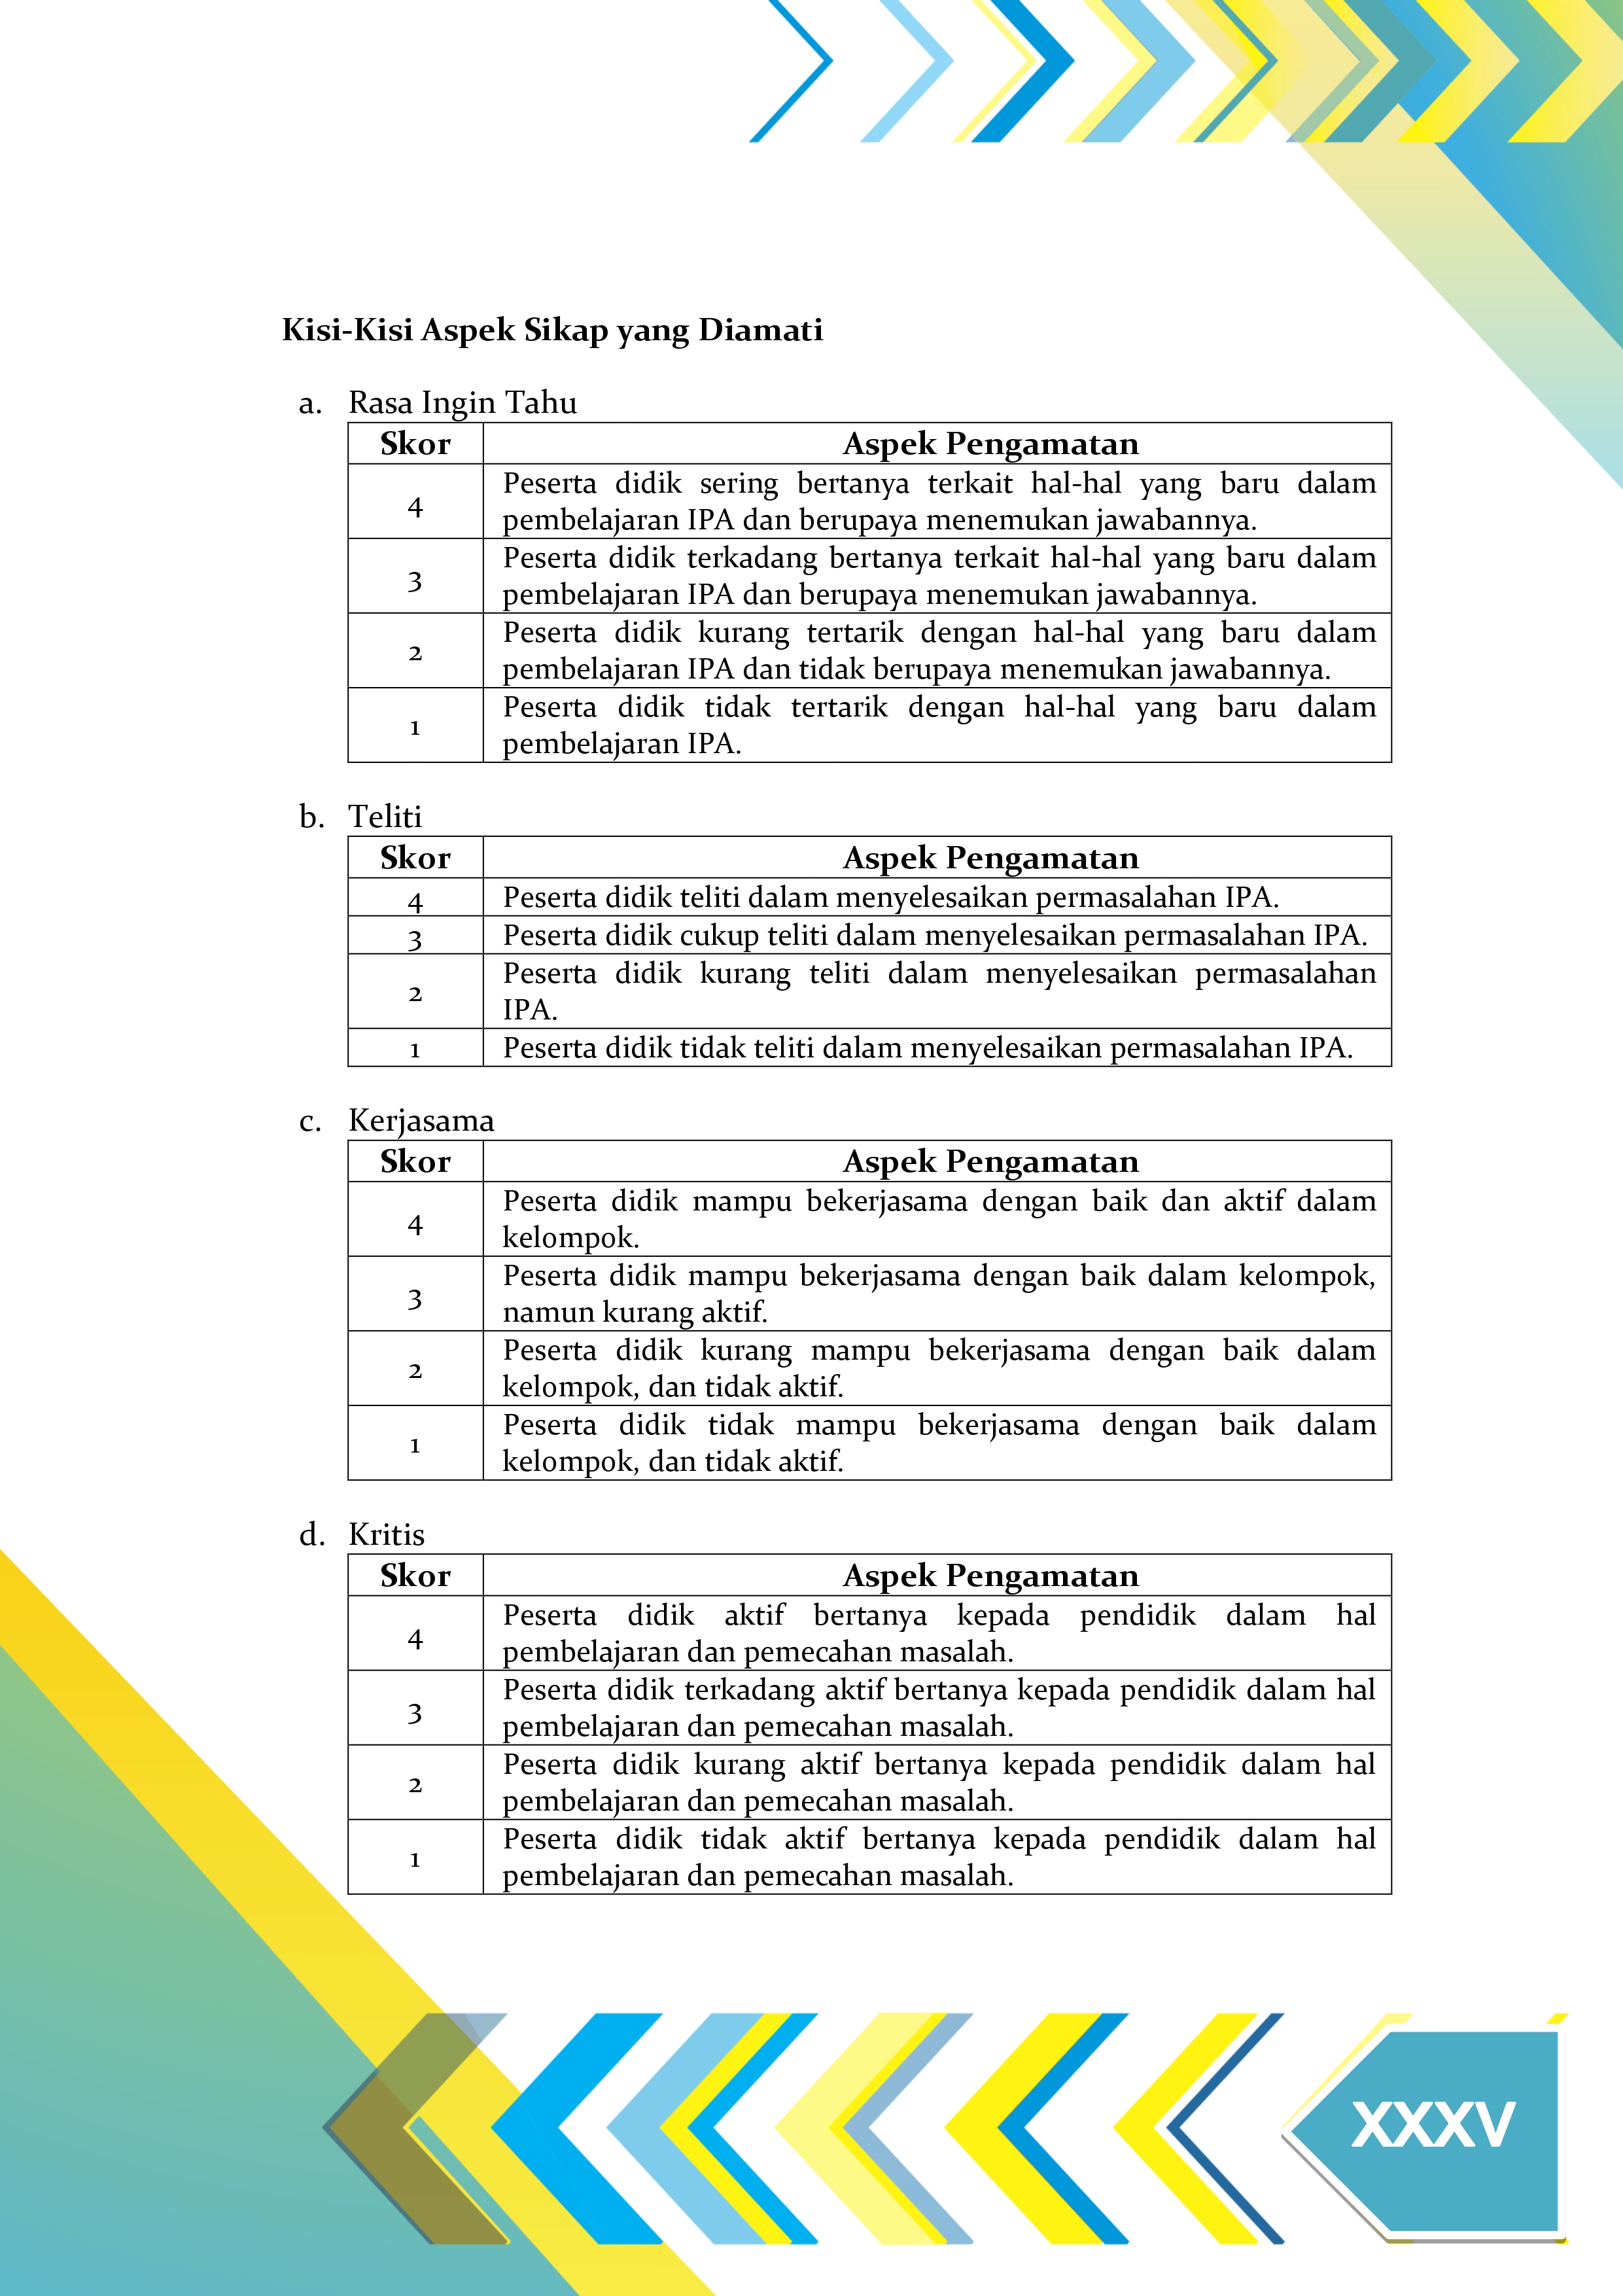 Kisi-Kisi Aspek Sikap yang Diamati
a. Rasa Ingin Tahu
Skor Aspek Pengamatan
4 Peserta didik sering bertanya terkait hal-hal yang baru dalam
pembelajaran IPA dan berupaya menemukan jawabannya.
3 Peserta didik terkadang bertanya terkait hal-hal yang baru dalam
pembelajaran IPA dan berupaya menemukan jawabannya.
2 Peserta didik kurang tertarik dengan hal-hal yang baru dalam
pembelajaran IPA dan tidak berupaya menemukan jawabannya.
1 Peserta didik tidak tertarik dengan hal-hal yang baru dalam
pembelajaran IPA.
b. Teliti
Skor Aspek Pengamatan
4 Peserta didik teliti dalam menyelesaikan permasalahan IPA.
3 Peserta didik cukup teliti dalam menyelesaikan permasalahan IPA.
2 Peserta didik kurang teliti dalam menyelesaikan permasalahan
IPA.
1 Peserta didik tidak teliti dalam menyelesaikan permasalahan IPA.
c. Kerjasama
Skor Aspek Pengamatan
4 Peserta didik mampu bekerjasama dengan baik dan aktif dalam
kelompok.
3 Peserta didik mampu bekerjasama dengan baik dalam kelompok,
namun kurang aktif.
2 Peserta didik kurang mampu bekerjasama dengan baik dalam
kelompok, dan tidak aktif.
1 Peserta didik tidak mampu bekerjasama dengan baik dalam
kelompok, dan tidak aktif.
d. Kritis
Skor Aspek Pengamatan
4 Peserta didik aktif bertanya kepada pendidik dalam hal
pembelajaran dan pemecahan masalah.
3 Peserta didik terkadang aktif bertanya kepada pendidik dalam hal
pembelajaran dan pemecahan masalah.
2 Peserta didik kurang aktif bertanya kepada pendidik dalam hal
pembelajaran dan pemecahan masalah.
1 Peserta didik tidak aktif bertanya kepada pendidik dalam hal
pembelajaran dan pemecahan masalah.
XXXV